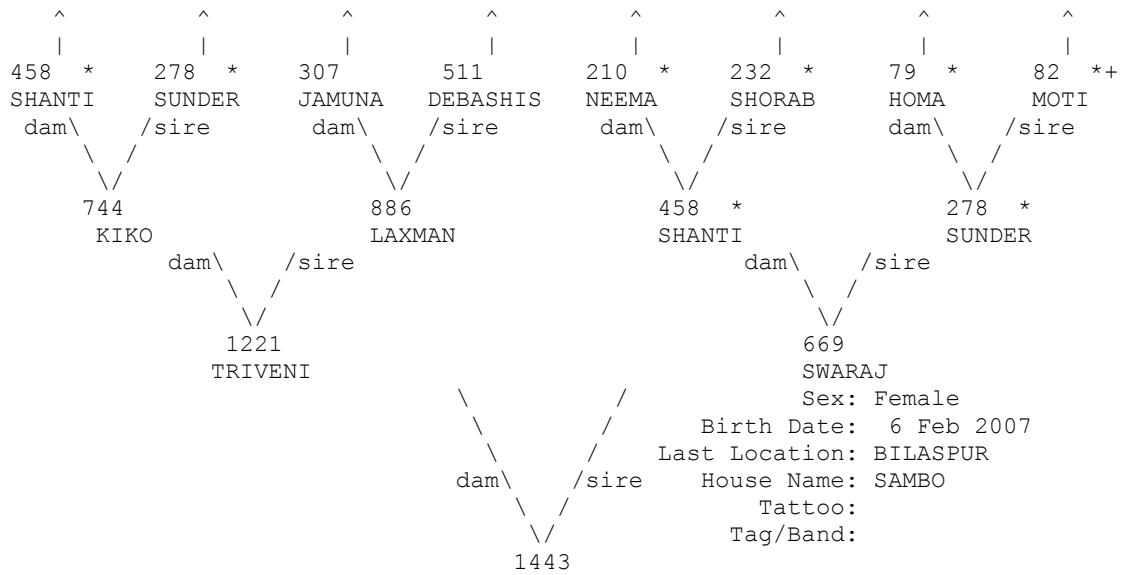 ^ ^ ^ ^ ^ ^ ^ ^
| | | | | | | |
458 * 278 * 307 511 210 * 232 * 79 * 82 *+
SHANTI SUNDER JAMUNA DEBASHIS NEEMA SHORAB HOMA MOTI
dam\ /sire dam\ /sire dam\ /sire dam\ /sire
\ / \ / \ / \ /
\/ \/ \/ \/
744 886 458 * 278 *
KIKO LAXMAN SHANTI SUNDER
dam\ /sire dam\ /sire
\ / \ /
\/ \/
1221 669
TRIVENI SWARAJ
\ / Sex: Female
\ / Birth Date: 6 Feb 2007
\ / Last Location: BILASPUR
dam\ /sire House Name: SAMBO
\ / Tattoo:
\/ Tag/Band:
1443